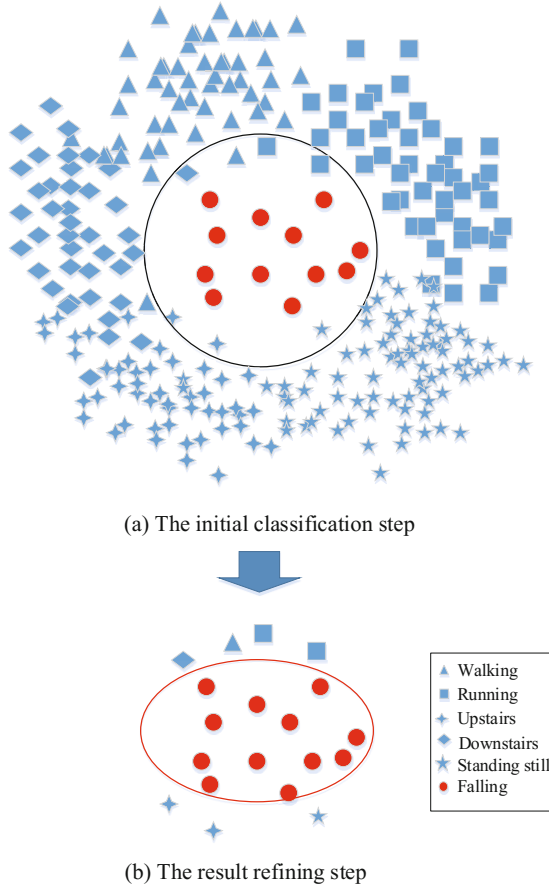 (a) The initial classification step
Walking
Running
Upstairs
Downstairs
Standing still
Falling
(b) The result refining step